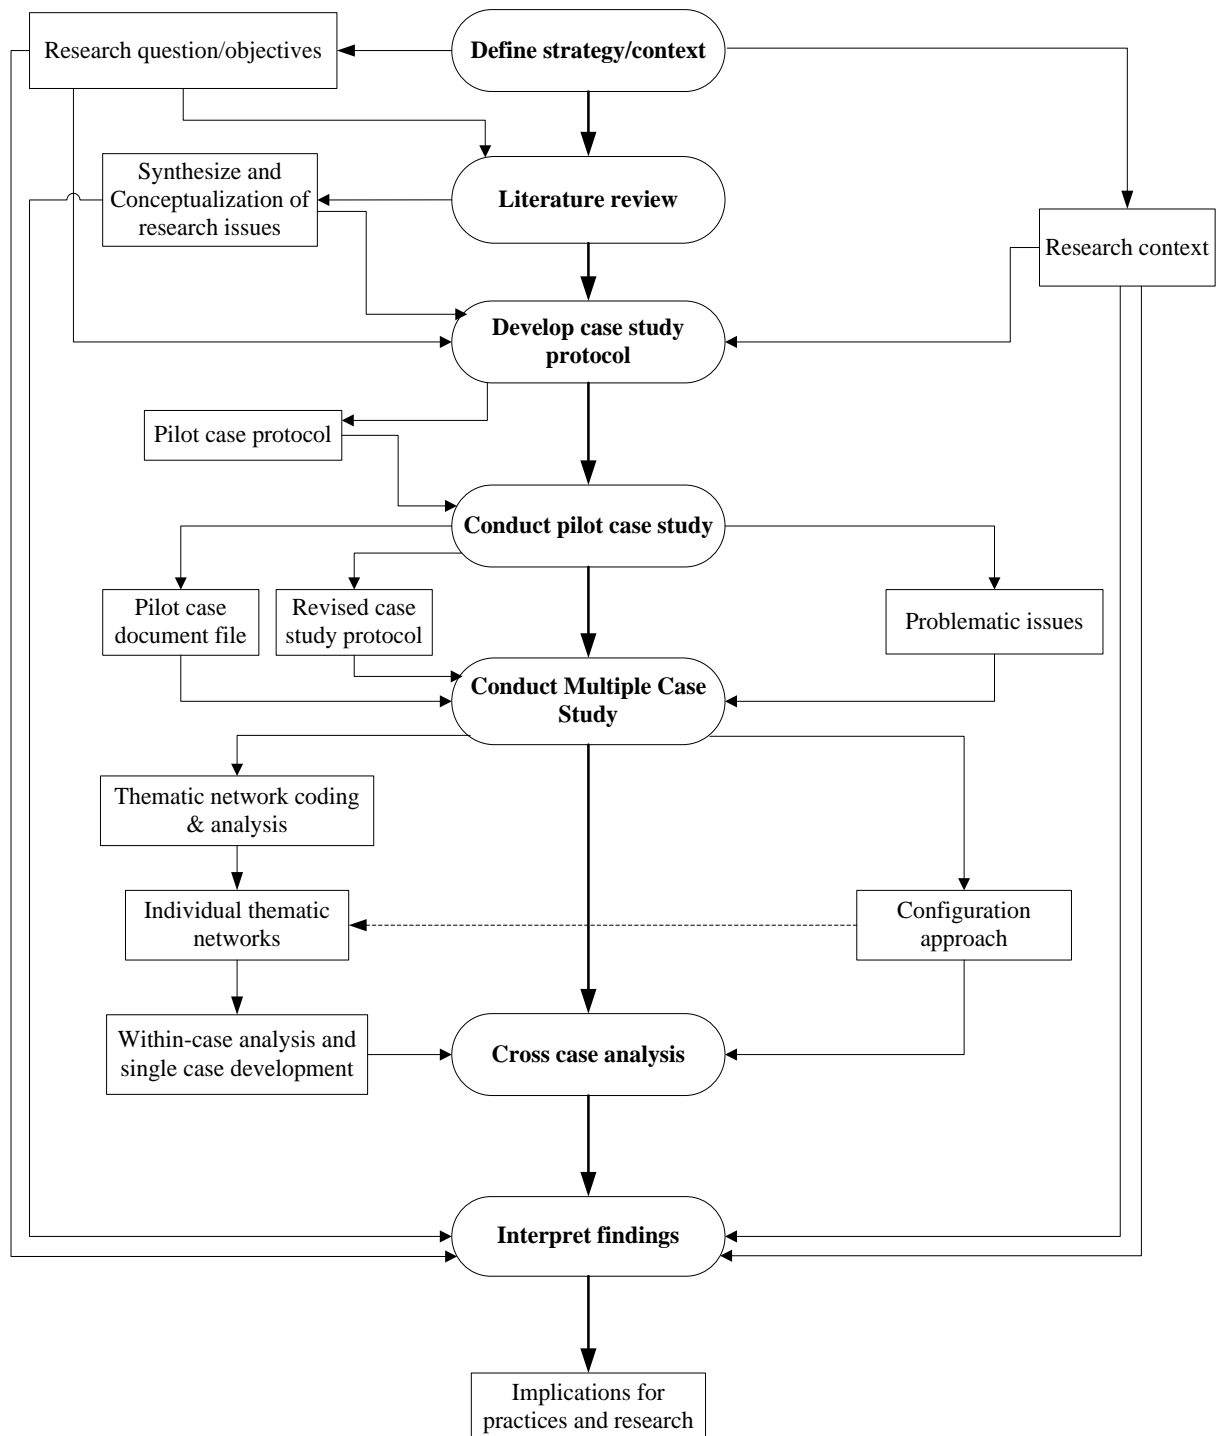 Research question/objectives
Define strategy/context
Synthesize and
Conceptualization of
research issues
Literature review
Research context
Develop case study
protocol
Pilot case protocol
Conduct pilot case study
Pilot case
document file
Revised case
study protocol
Problematic issues
Conduct Multiple Case
Study
Thematic network coding
& analysis
Individual thematic
networks
Configuration
approach
Within-case analysis and
single case development
Cross case analysis
Interpret findings
Implications for
practices and research